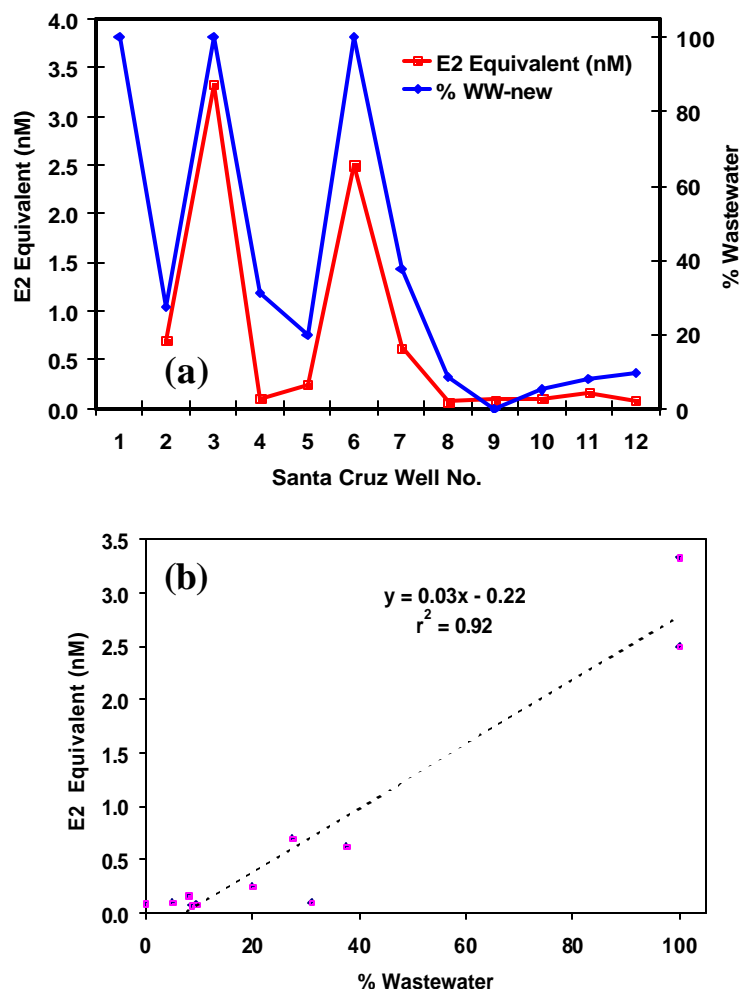 4.0
3.5
3.0
2.5
2.0
1.5
1.0
0.5
0.0
E2 Equivalent (nM)
E2 Equivalent (nM)
% WW-new
100
80
60
40
20
0
% Wastewater
(a)
1 2 3 4 5 6 7 8 9 10 11 12
Santa Cruz Well No.
3.5
3.0
2.5
2.0
1.5
1.0
0.5
0.0
E2 Equivalent (nM)
(b)
y = 0.03x - 0.22
r² = 0.92
0 20 40 60 80 100
% Wastewater